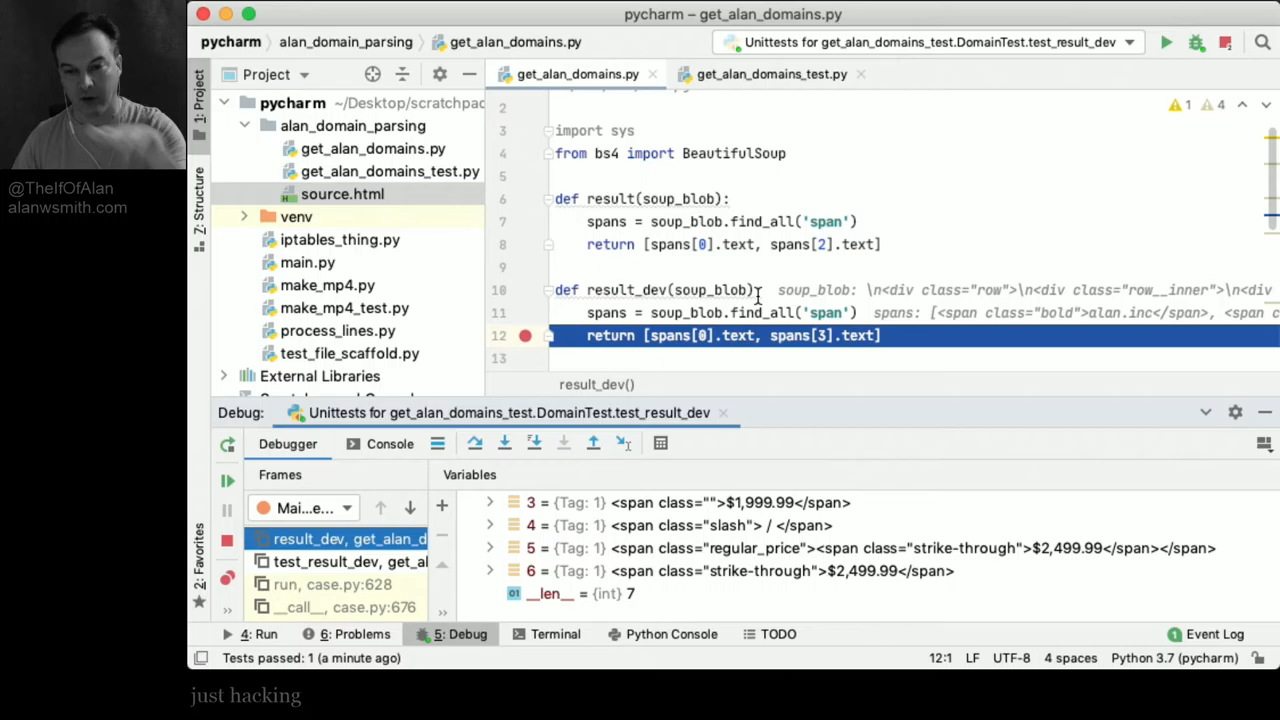 pycharm – get_alan_domains.py
pycharm alan_domain_parsing get_alan_domains.py Unittests for get_alan_domains_test.DomainTest.test_result_dev
1: Project
Project
get_alan_domains.py get_alan_domains_test.py
pycharm ~/Desktop/scratchpac
alan_domain_parsing
get_alan_domains.py
get_alan_domains_test.py
source.html
venv
iptables_thing.py
main.py
make_mp4.py
make_mp4_test.py
process_lines.py
test_file_scaffold.py
External Libraries
7: Structure
2: Favorites
@TheIfOfAlan
alanwsmith.com
1 4
2
3 import sys
4 from bs4 import BeautifulSoup
5
6 def result(soup_blob):
7 spans = soup_blob.find_all('span')
8 return [spans[0].text, spans[2].text]
9
10 def result_dev(soup_blob): soup_blob: \n<div class="row">\n<div class="row__inner">\n<div
11 spans = soup_blob.find_all('span') spans: [<span class="bold">alan.inc</span>, <span c
12 return [spans[0].text, spans[3].text]
13
result_dev()
Debug: Unittests for get_alan_domains_test.DomainTest.test_result_dev
Debugger Console
Frames Variables
Mai...e...
result_dev, get_alan_d
test_result_dev, get_al
run, case.py:628
__call__, case.py:676
3 = {Tag: 1} <span class="">$1,999.99</span>
4 = {Tag: 1} <span class="slash"> / </span>
5 = {Tag: 1} <span class="regular_price"><span class="strike-through">$2,499.99</span></span>
6 = {Tag: 1} <span class="strike-through">$2,499.99</span>
01 __len__ = {int} 7
4: Run 6: Problems 5: Debug Terminal Python Console TODO 1 Event Log
Tests passed: 1 (a minute ago) 12:1 LF UTF-8 4 spaces Python 3.7 (pycharm)
just hacking